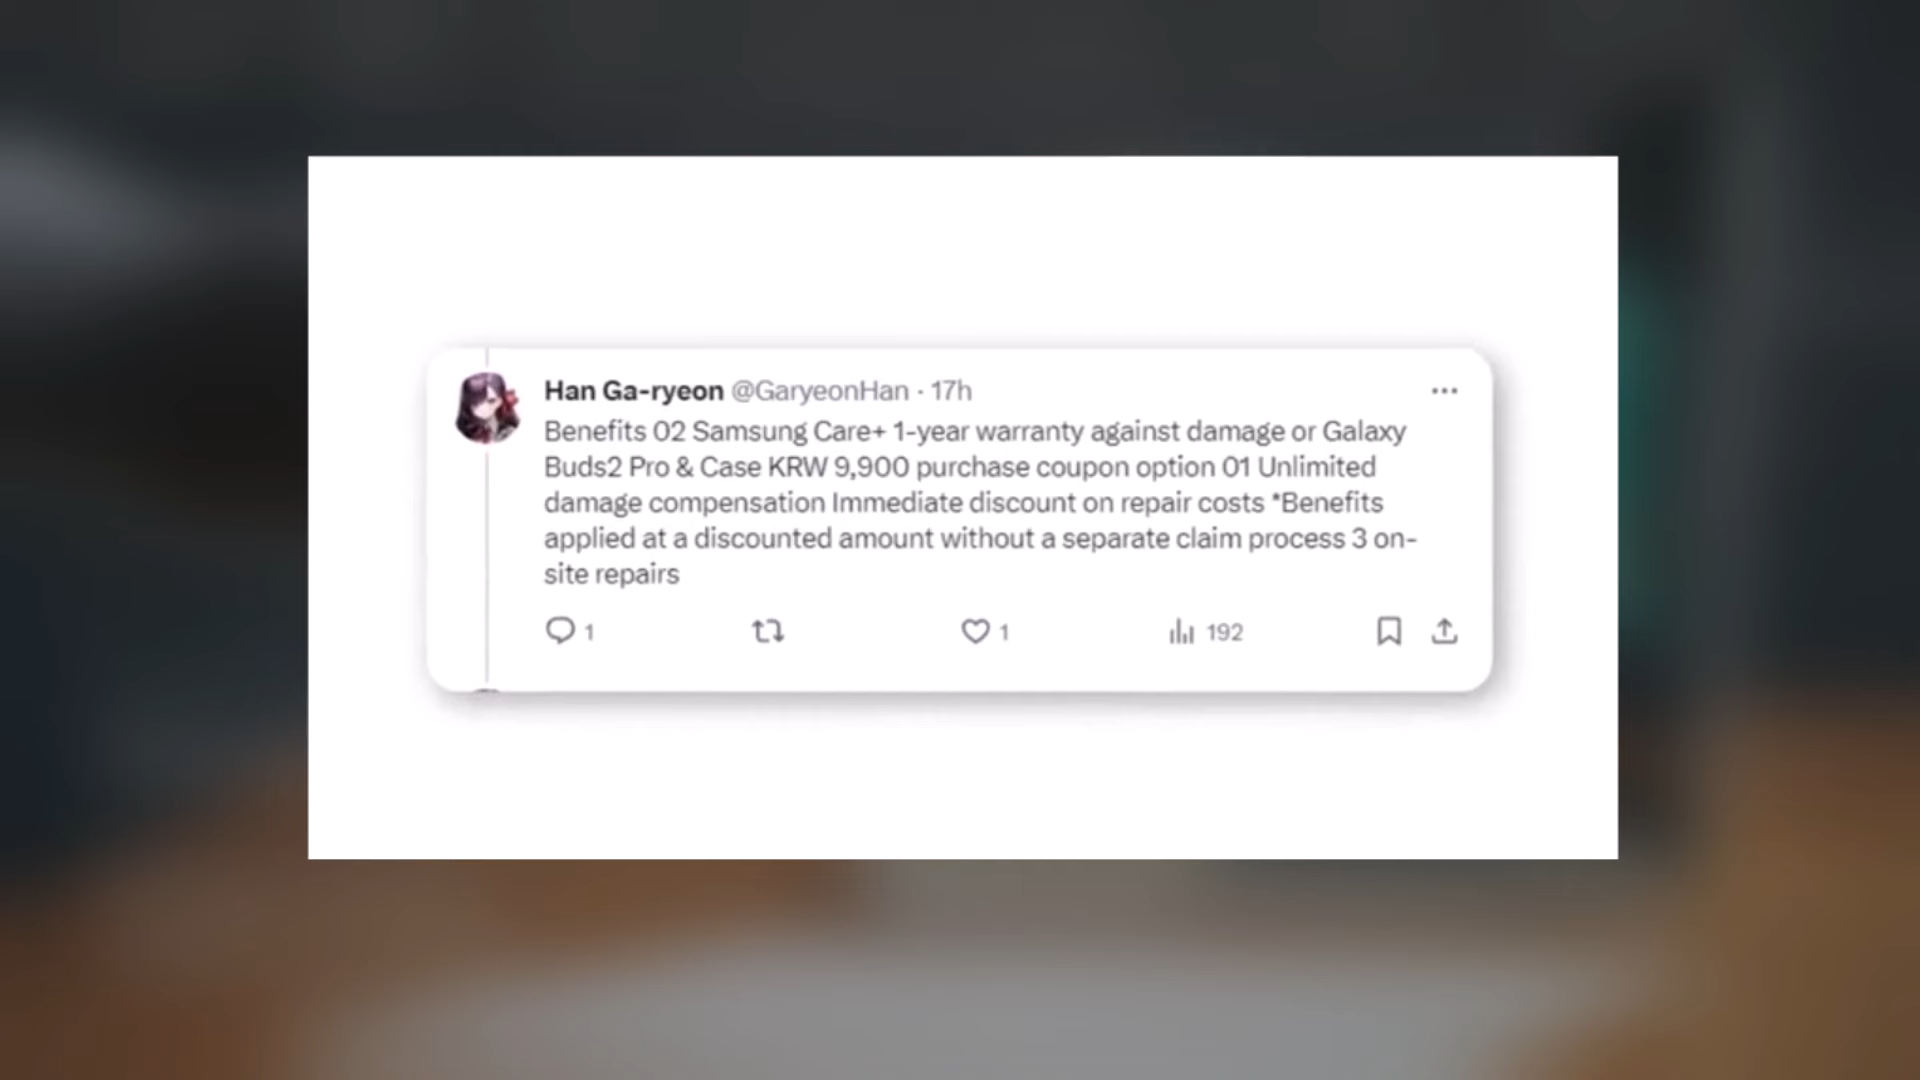 Han Ga-ryeon @GaryeonHan · 17h
Benefits 02 Samsung Care+ 1-year warranty against damage or Galaxy
Buds2 Pro & Case KRW 9,900 purchase coupon option 01 Unlimited
damage compensation Immediate discount on repair costs *Benefits
applied at a discounted amount without a separate claim process 3 on-
site repairs
1 1 192